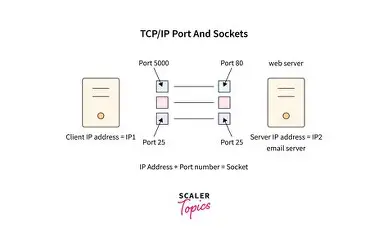 TCP/IP Port And Sockets
Port 5000
Port 80
web server
Client IP address = IP1
Port 25
Port 25
Server IP address = IP2
email server
IP Address + Port number = Socket
SCALER
Topics